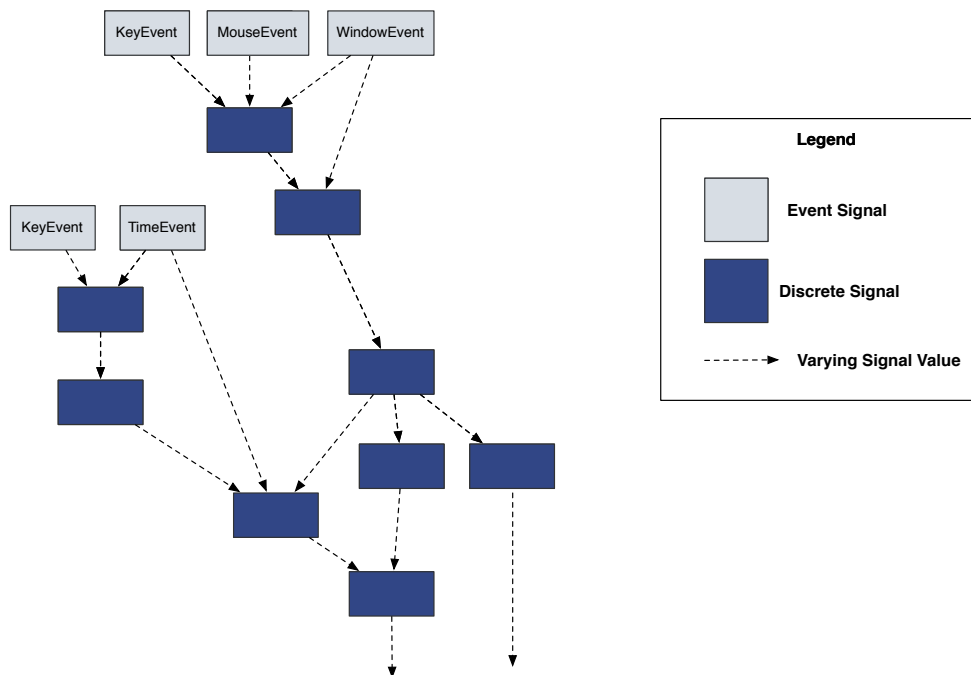 KeyEvent
MouseEvent
WindowEvent
KeyEvent
TimeEvent
Legend
Event Signal
Discrete Signal
Varying Signal Value